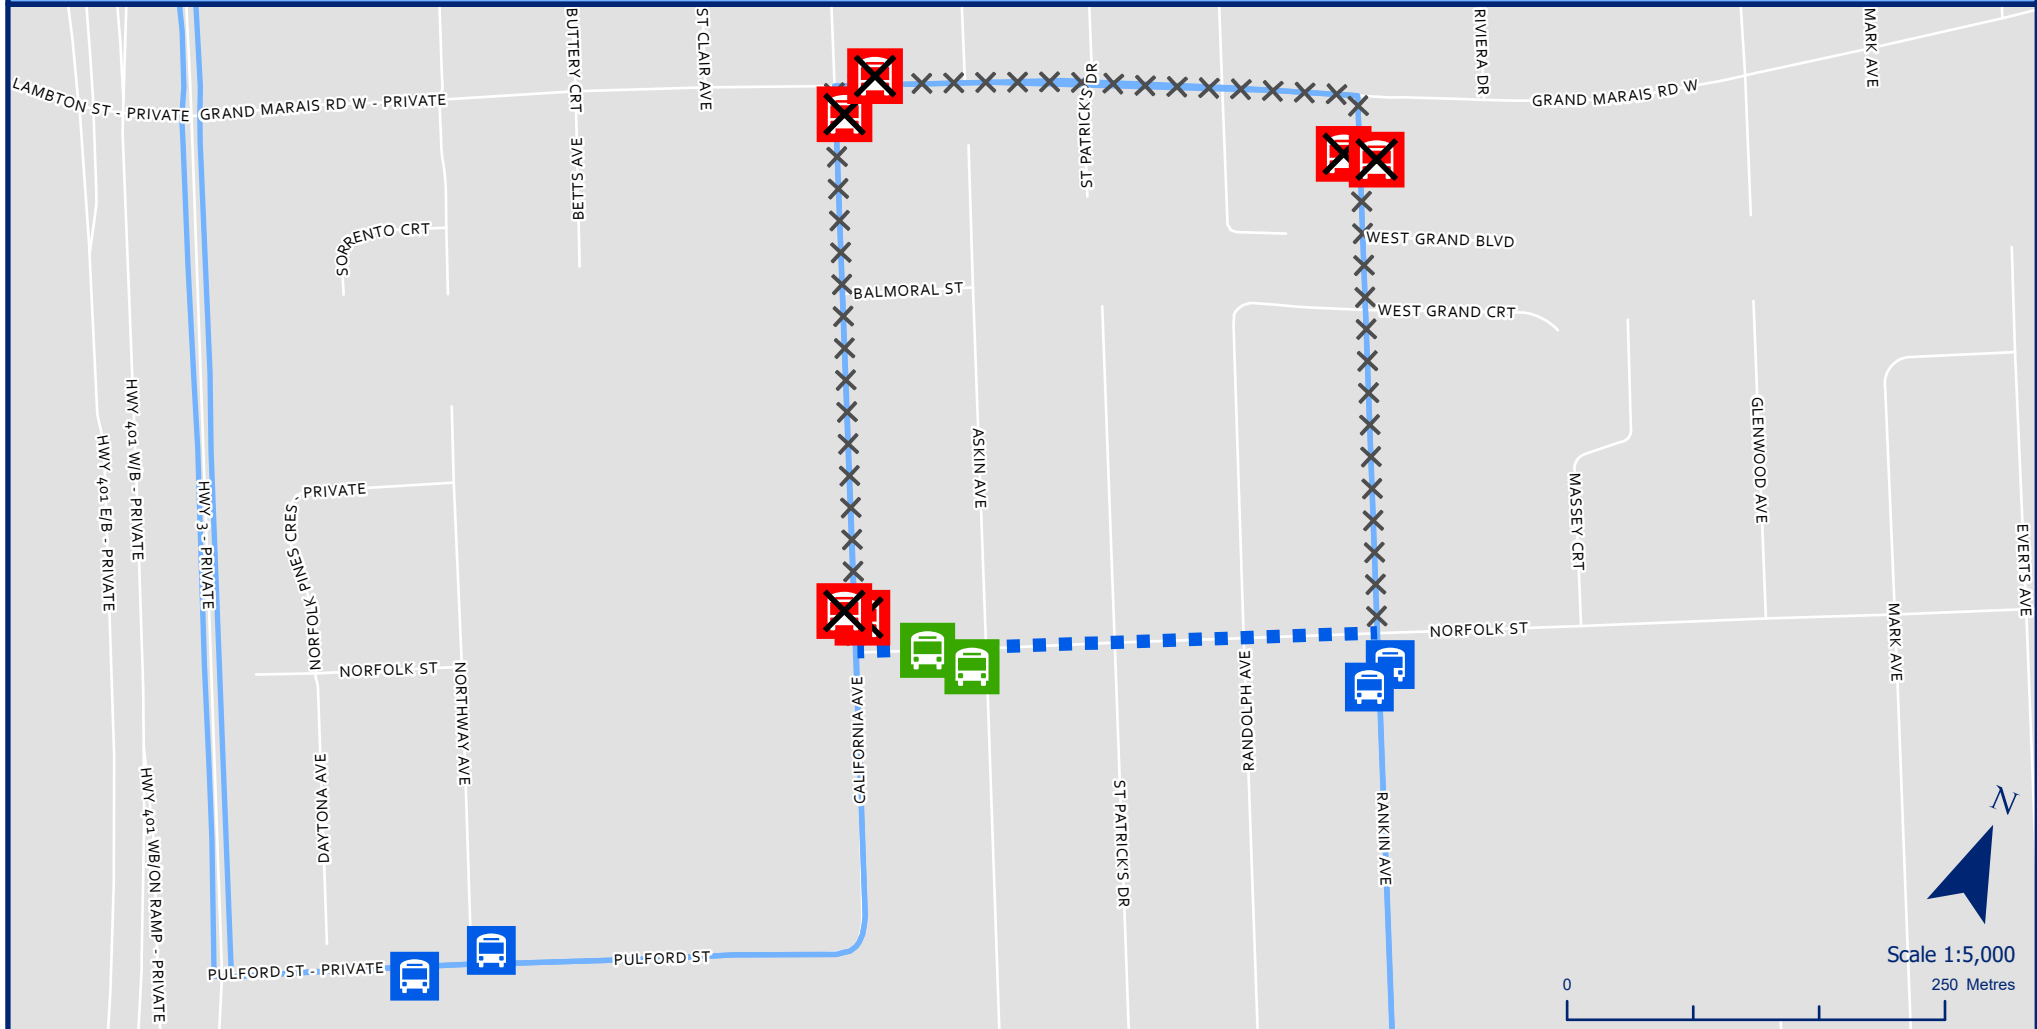 BUTTERY CRT
ST CLAIR AVE
RIVIERA DR
MARK AVE
LAMBTON ST - PRIVATE
GRAND MARAIS RD W - PRIVATE
GRAND MARAIS RD W
ST PATRICK'S DR
BETTS AVE
SORRENTO CRT
WEST GRAND BLVD
BALMORAL ST
WEST GRAND CRT
HWY 401 W/B - PRIVATE
HWY 401 E/B - PRIVATE
HWY 3 - PRIVATE
NORFOLK PINES CRES - PRIVATE
ASKIN AVE
MASSEY CRT
GLENWOOD AVE
EVERTS AVE
NORFOLK ST
NORFOLK ST
MARK AVE
NORTHWAY AVE
CALIFORNIA AVE
RANDOLPH AVE
DAYTONA AVE
ST PATRICK'S DR
RANKIN AVE
HWY 401 WB/ON RAMP - PRIVATE
PULFORD ST - PRIVATE
PULFORD ST
N
Scale 1:5,000
0 250 Metres